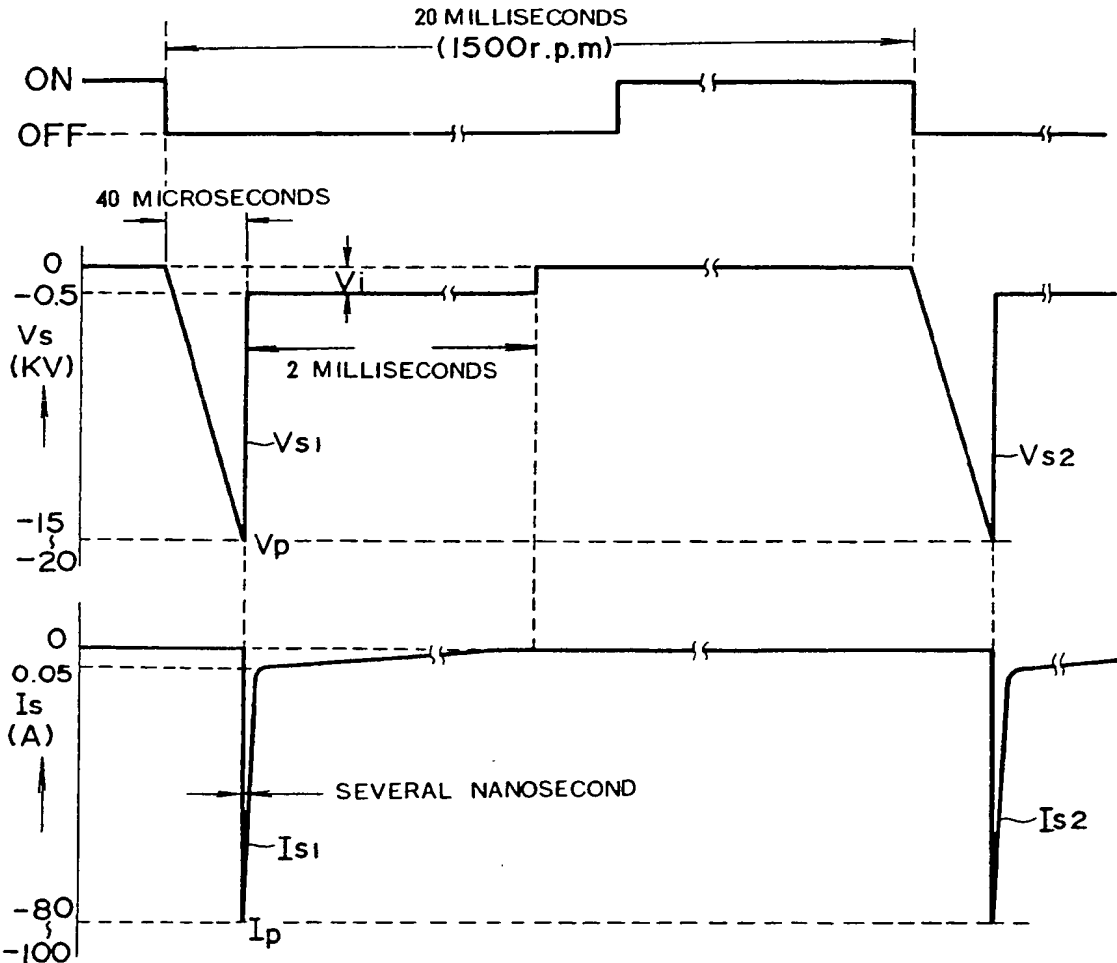 20 MILLISECONDS
(1500r.p.m)
ON
OFF
40 MICROSECONDS
0
Vi
-0.5
Vs
(KV)
2 MILLISECONDS
Vs1
Vs2
-15
~
-20
Vp
0
0.05
Is
(A)
SEVERAL NANOSECOND
Is1
Is2
-80
~
-100
Ip